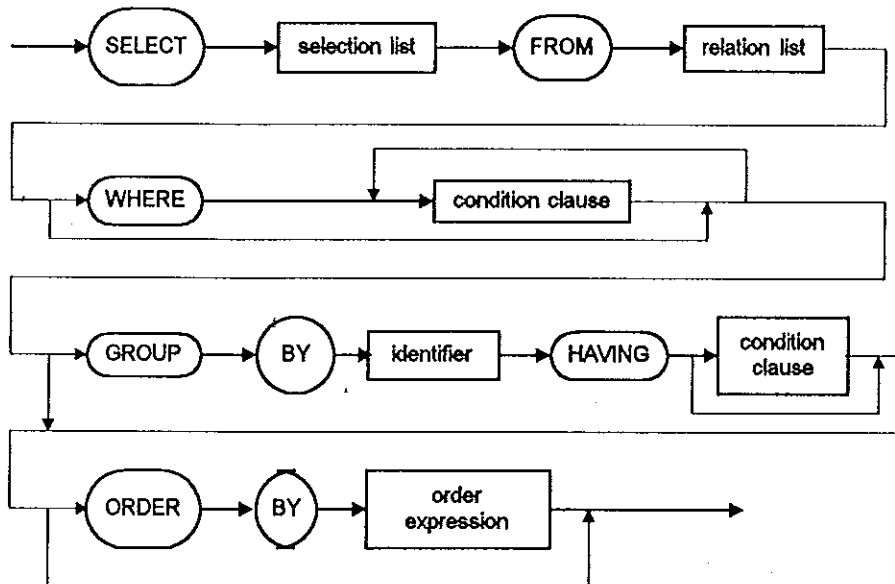 SELECT
selection list
FROM
relation list
WHERE
condition clause
GROUP
BY
identifier
HAVING
condition
clause
ORDER
BY
order
expression